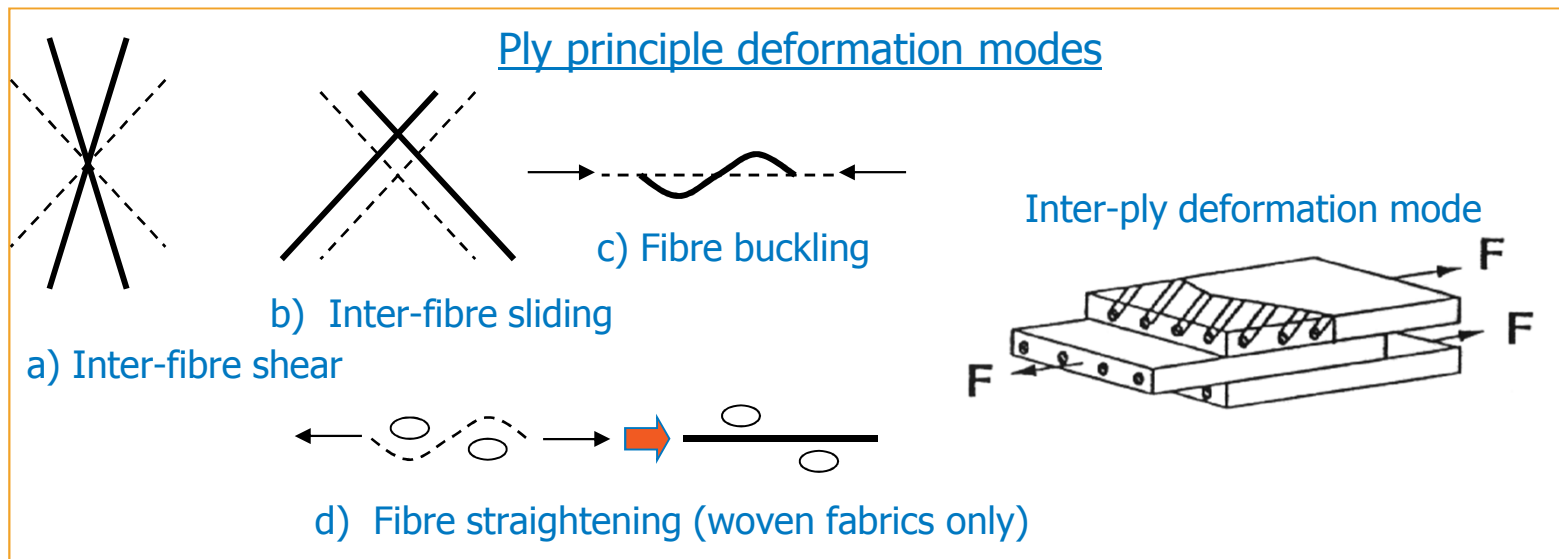 Ply principle deformation modes
a) Inter-fibre shear
b) Inter-fibre sliding
c) Fibre buckling
d) Fibre straightening (woven fabrics only)
Inter-ply deformation mode
F
F
F